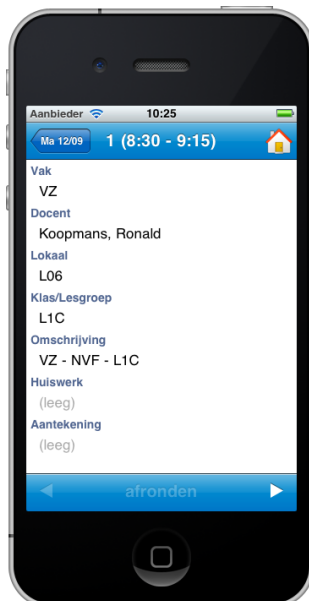 Aanbieder 10:25
Ma 12/09 1 (8:30 - 9:15)
Vak
VZ
Docent
Koopmans, Ronald
Lokaal
L06
Klas/Lesgroep
L1C
Omschrijving
VZ - NVF - L1C
Huiswerk
(leeg)
Aantekening
(leeg)
afronden